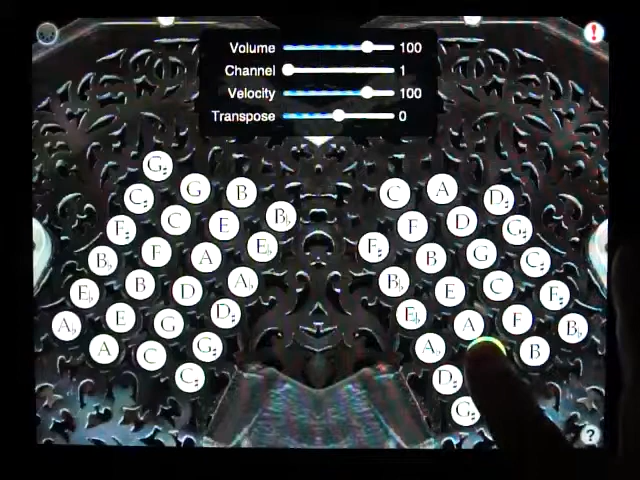 Volume 100
Channel 1
Velocity 100
Transpose 0
!
G♯
C♯ G B
F♯ C E B♭
B♭ F A E♭
E♭ B D A♭
A♭ E G D♯
A C G♯
C♯
C A D♯
F D G♯
F♯ B G C♯
B♭ E C F♯
E♭ A F B♭
A♭ B
D♯
G♯
?